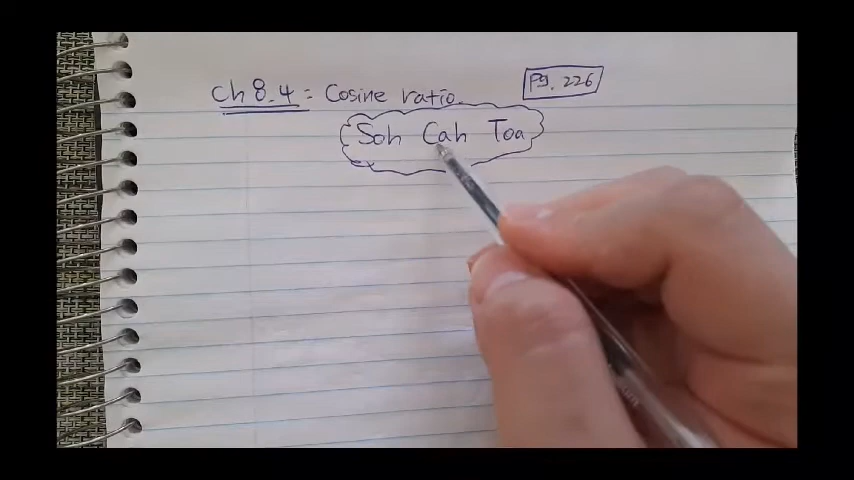 Ch 8.4 = Cosine ratio.
Pg. 226
Soh Cah Toa